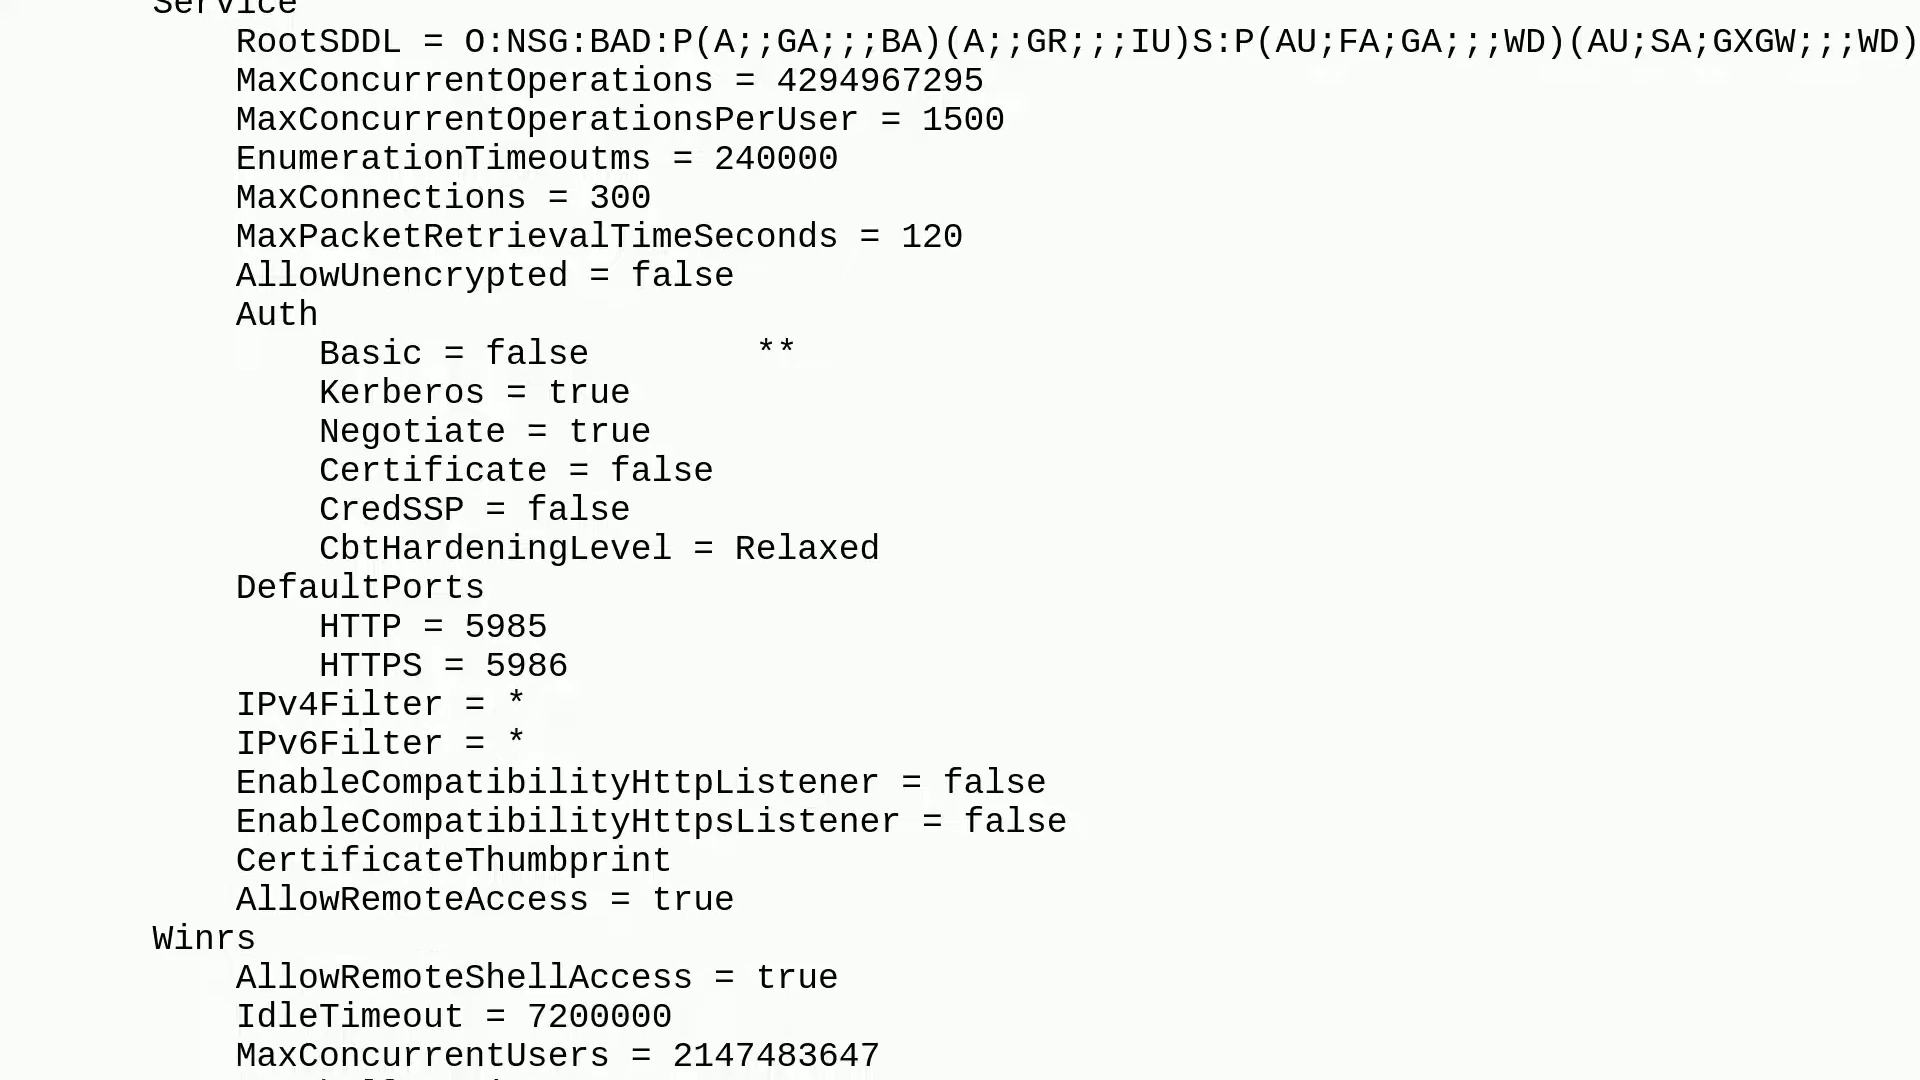 Service
RootSDDL = O:NSG:BAD:P(A;;GA;;;BA)(A;;GR;;;IU)S:P(AU;FA;GA;;;WD)(AU;SA;GXGW;;;WD)
MaxConcurrentOperations = 4294967295
MaxConcurrentOperationsPerUser = 1500
EnumerationTimeoutms = 240000
MaxConnections = 300
MaxPacketRetrievalTimeSeconds = 120
AllowUnencrypted = false
Auth
Basic = false **
Kerberos = true
Negotiate = true
Certificate = false
CredSSP = false
CbtHardeningLevel = Relaxed
DefaultPorts
HTTP = 5985
HTTPS = 5986
IPv4Filter = *
IPv6Filter = *
EnableCompatibilityHttpListener = false
EnableCompatibilityHttpsListener = false
CertificateThumbprint
AllowRemoteAccess = true
Winrs
AllowRemoteShellAccess = true
IdleTimeout = 7200000
MaxConcurrentUsers = 2147483647